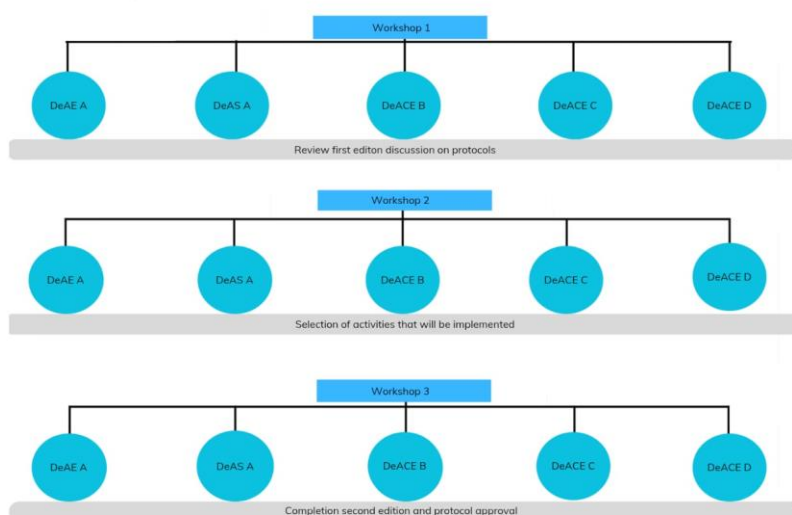 Workshop 1
DeAE A
DeAS A
DeACE B
DeACE C
DeACE D
Review first editon discussion on protocols
Workshop 2
DeAE A
DeAS A
DeACE B
DeACE C
DeACE D
Selection of activities that will be implemented
Workshop 3
DeAE A
DeAS A
DeACE B
DeACE C
DeACE D
Completion second edition and protocol approval